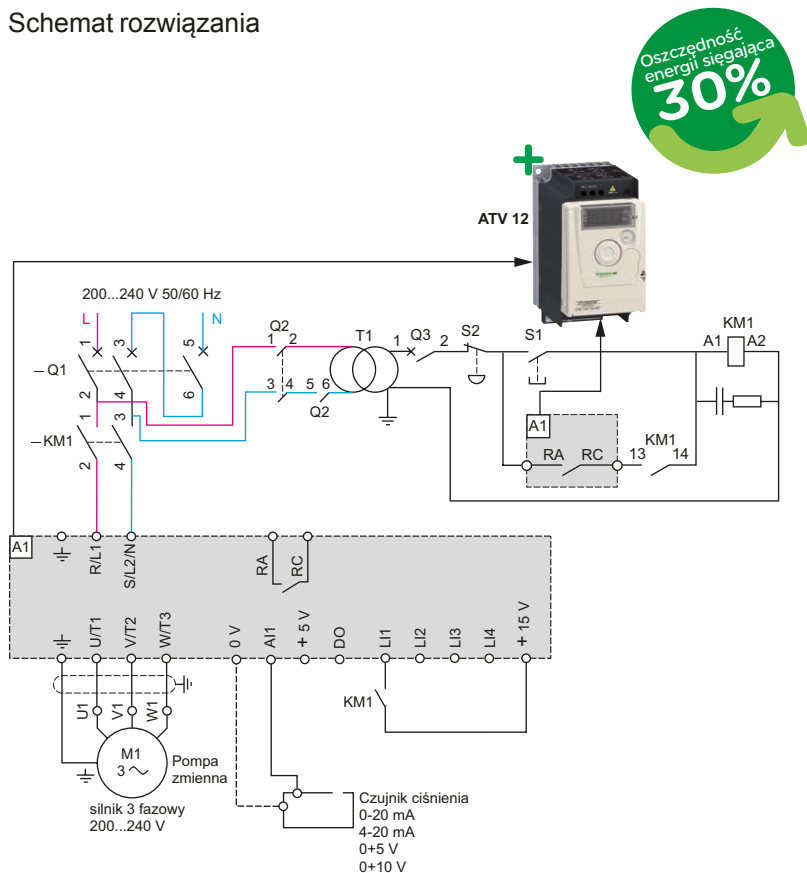 Schemat rozwiązania
Oszczędność
energii sięgająca
30%
ATV 12
200...240 V 50/60 Hz
L
N
1
3
5
Q1
2
4
6
1
3
KM1
2
4
Q2
1 2
3 4
5 6
Q2
T1
1
Q3
2
S2
S1
KM1
A1 A2
A1
RA RC
KM1
13 14
A1
R/L1
S/L2/N
RA
RC
U/T1
V/T2
W/T3
0 V
AI1
+ 5 V
DO
LI1
LI2
LI3
LI4
+ 15 V
KM1
U1
V1
W1
M1
3
Pompa
zmienna
silnik 3 fazowy
200...240 V
Czujnik ciśnienia
0-20 mA
4-20 mA
0+5 V
0+10 V